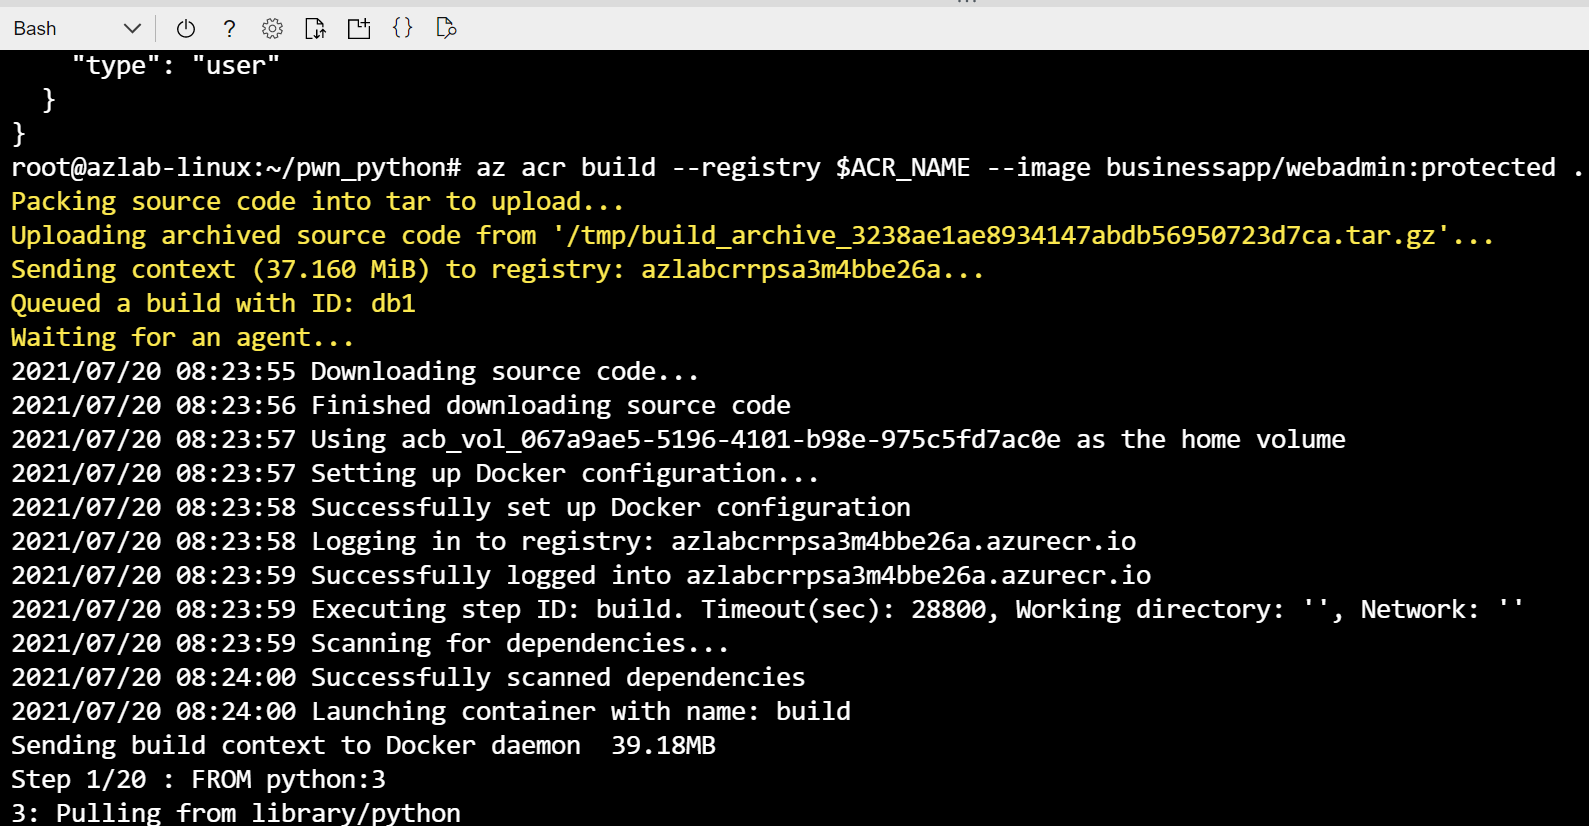 Bash
"type": "user"
}
}
root@azlab-linux:~/pwn_python# az acr build --registry $ACR_NAME --image businessapp/webadmin:protected .
Packing source code into tar to upload...
Uploading archived source code from '/tmp/build_archive_3238ae1ae8934147abdb56950723d7ca.tar.gz'...
Sending context (37.160 MiB) to registry: azlabcrrpsa3m4bbe26a...
Queued a build with ID: db1
Waiting for an agent...
2021/07/20 08:23:55 Downloading source code...
2021/07/20 08:23:56 Finished downloading source code
2021/07/20 08:23:57 Using acb_vol_067a9ae5-5196-4101-b98e-975c5fd7ac0e as the home volume
2021/07/20 08:23:57 Setting up Docker configuration...
2021/07/20 08:23:58 Successfully set up Docker configuration
2021/07/20 08:23:58 Logging in to registry: azlabcrrpsa3m4bbe26a.azurecr.io
2021/07/20 08:23:59 Successfully logged into azlabcrrpsa3m4bbe26a.azurecr.io
2021/07/20 08:23:59 Executing step ID: build. Timeout(sec): 28800, Working directory: '', Network: ''
2021/07/20 08:23:59 Scanning for dependencies...
2021/07/20 08:24:00 Successfully scanned dependencies
2021/07/20 08:24:00 Launching container with name: build
Sending build context to Docker daemon  39.18MB
Step 1/20 : FROM python:3
3: Pulling from library/python